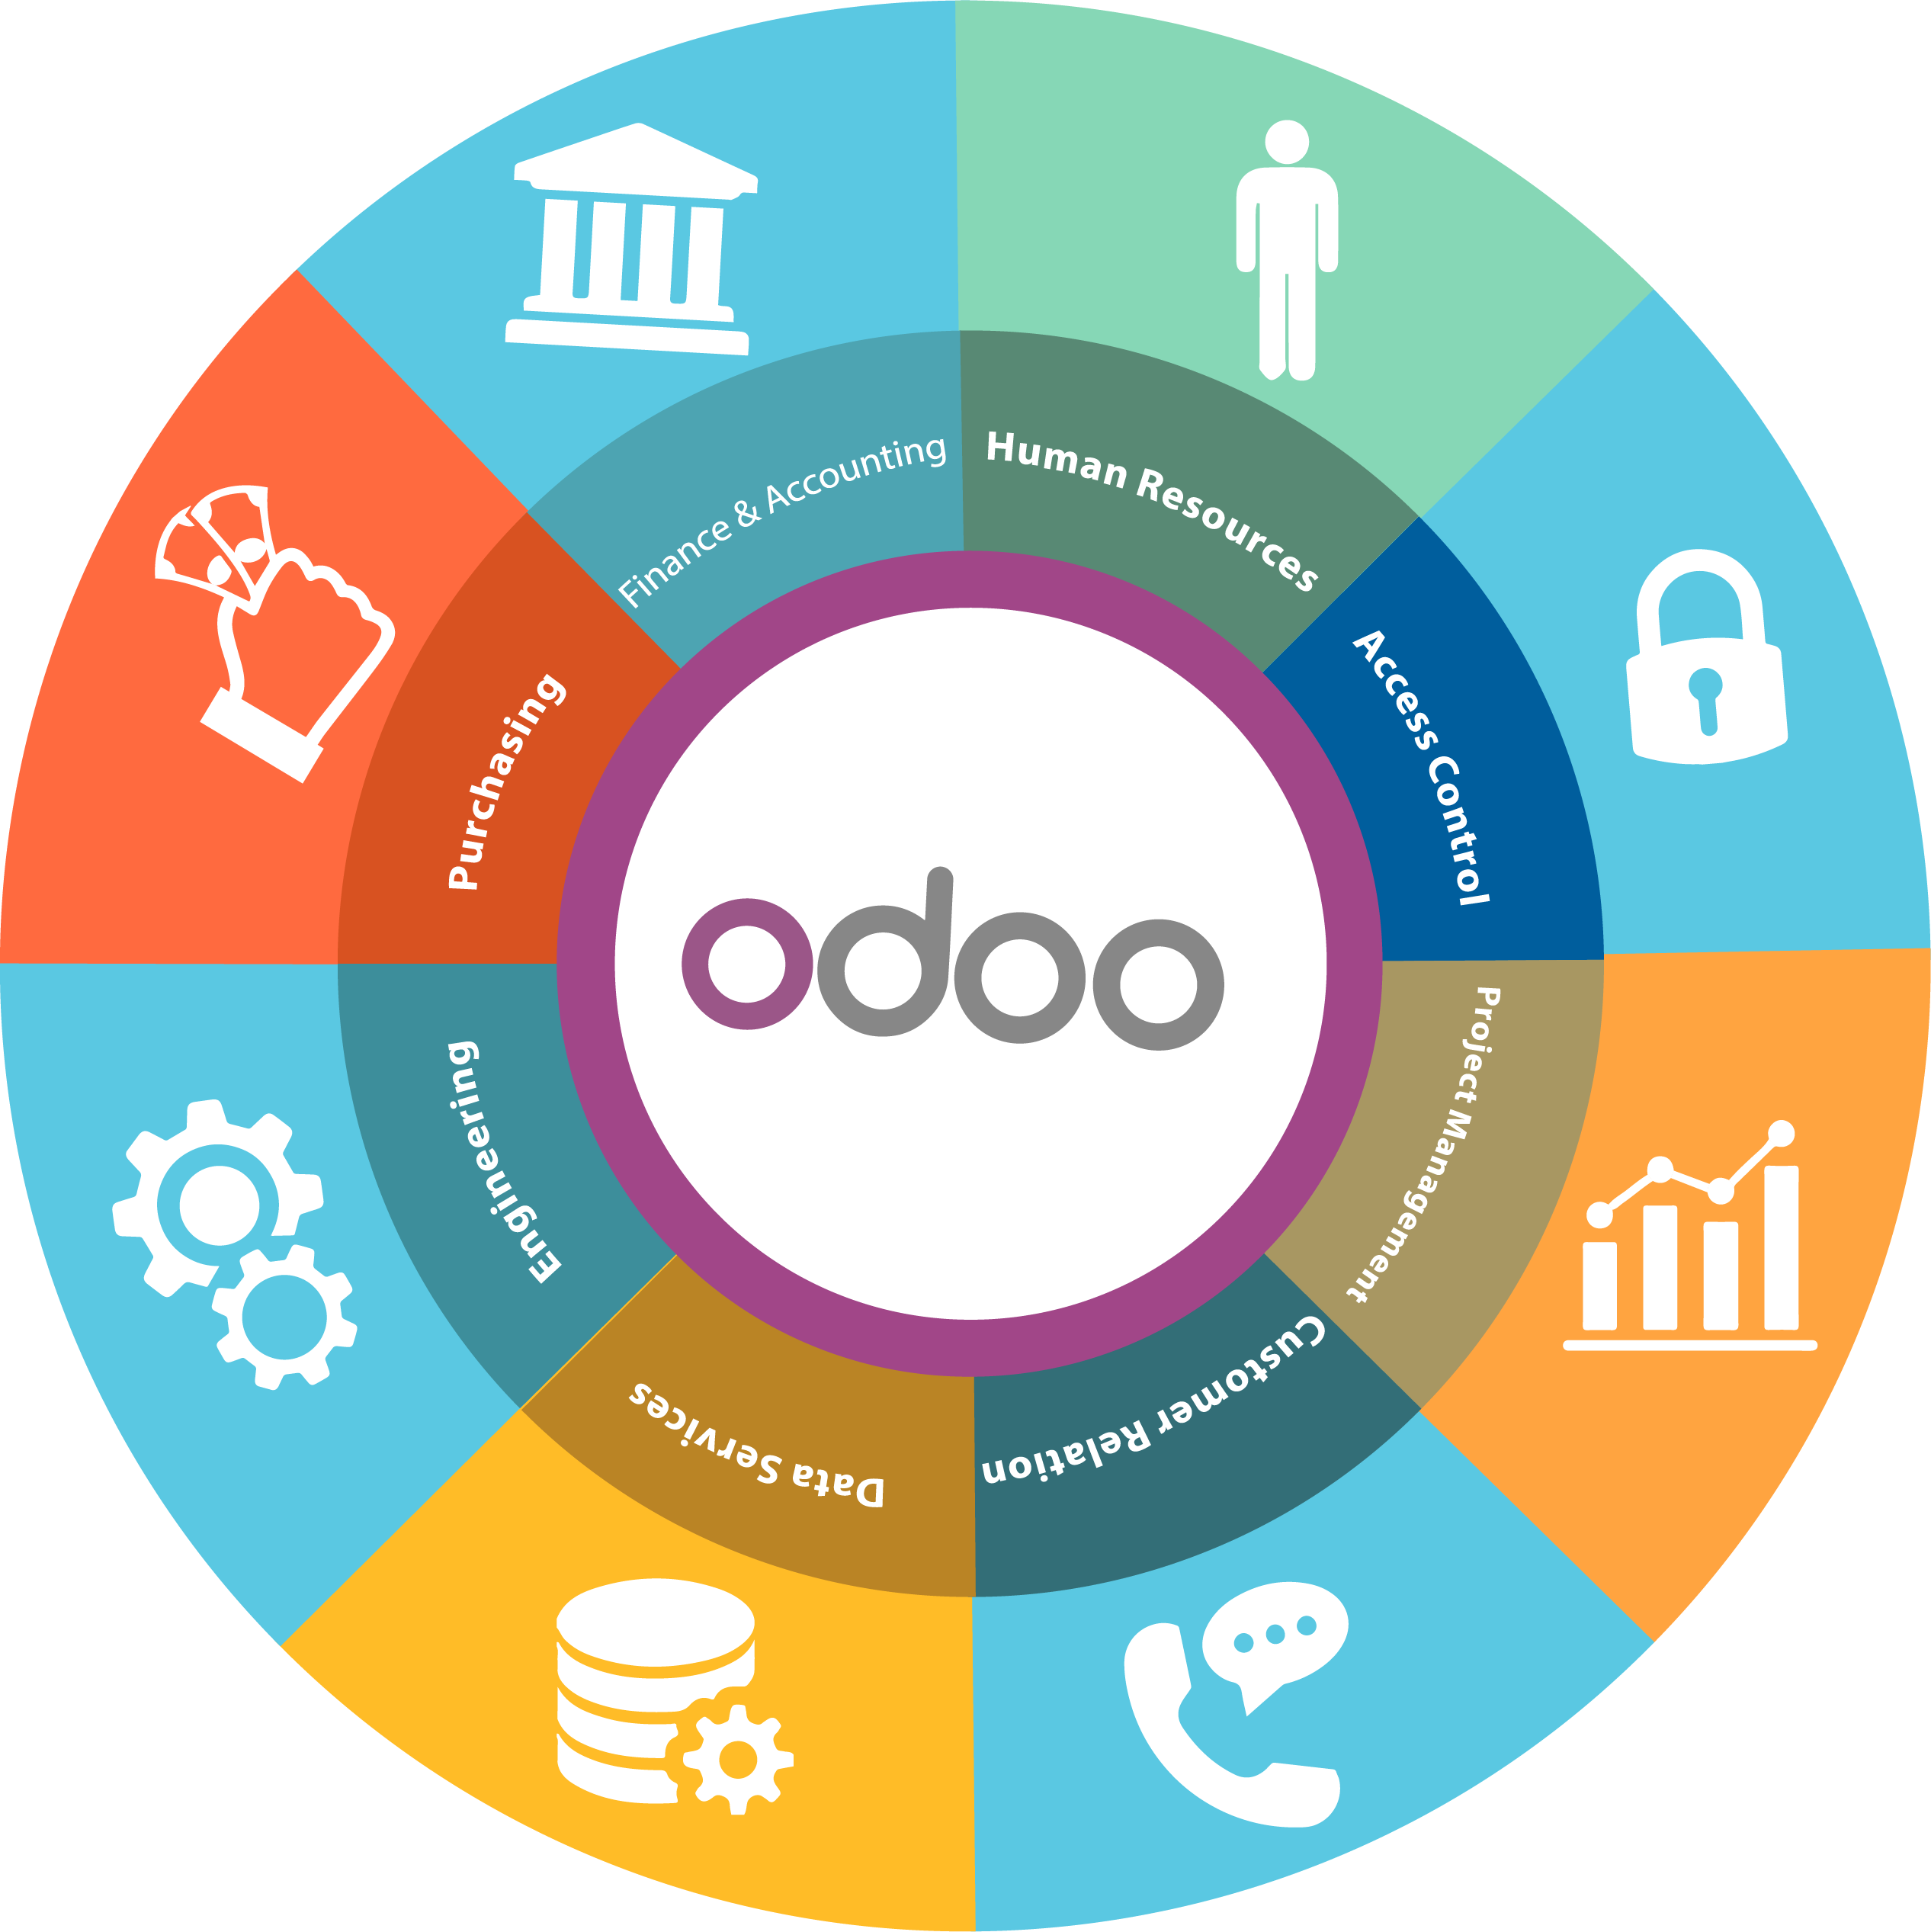 Finance & Accounting
Human Resources
Access Control
Project Management
Customer Relation
Data Services
Engineering
Purchasing
odoo